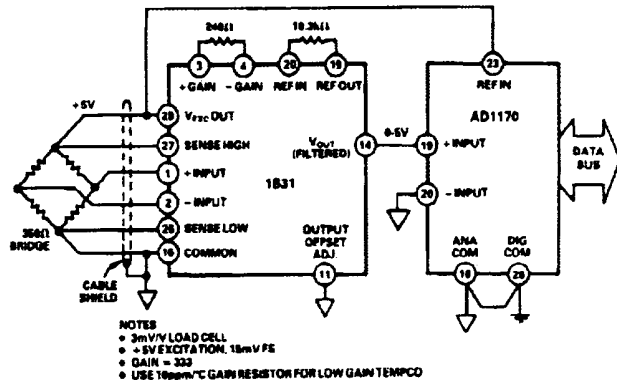 240Ω
10.3kΩ
3
4
20
19
23
+ GAIN
- GAIN
REF IN
REF OUT
REF IN
+5V
28
VEXC OUT
AD1170
27
SENSE HIGH
VOUT
(FILTERED)
14
0-5V
19
+ INPUT
DATA
BUS
1
+ INPUT
1B31
2
- INPUT
20
- INPUT
SENSE LOW
350Ω
BRIDGE
COMMON
OUTPUT
OFFSET
ADJ.
ANA
COM
DIG
COM
CABLE
SHIELD
11
NOTES
• 3mV/V LOAD CELL
• +5V EXCITATION, 15mV FS
• GAIN = 333
• USE 10ppm/°C GAIN RESISTOR FOR LOW GAIN TEMPCO